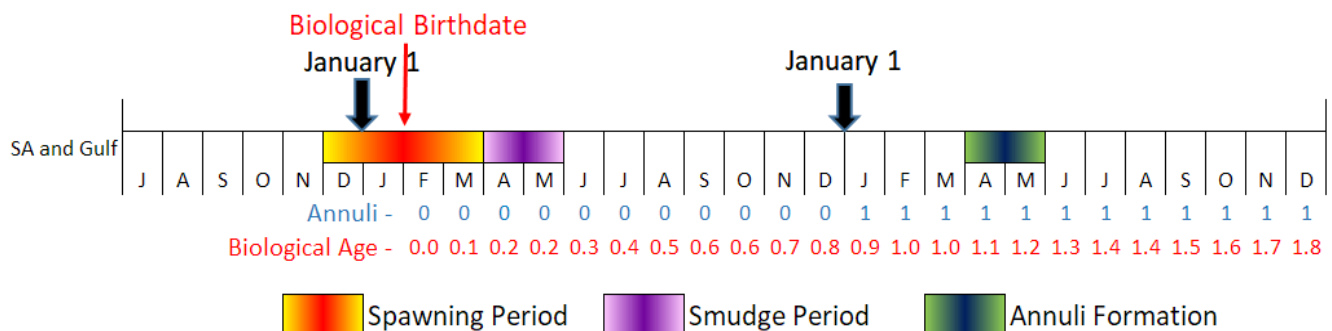 Biological Birthdate
January 1 January 1
SA and Gulf
J A S O N D J F M A M J J A S O N D J F M A M J J A S O N D
Annuli - 0 0 0 0 0 0 0 0 0 0 0 1 1 1 1 1 1 1 1 1 1 1 1
Biological Age - 0.0 0.1 0.2 0.2 0.3 0.4 0.5 0.6 0.6 0.7 0.8 0.9 1.0 1.0 1.1 1.2 1.3 1.4 1.4 1.5 1.6 1.7 1.8
Spawning Period Smudge Period Annuli Formation